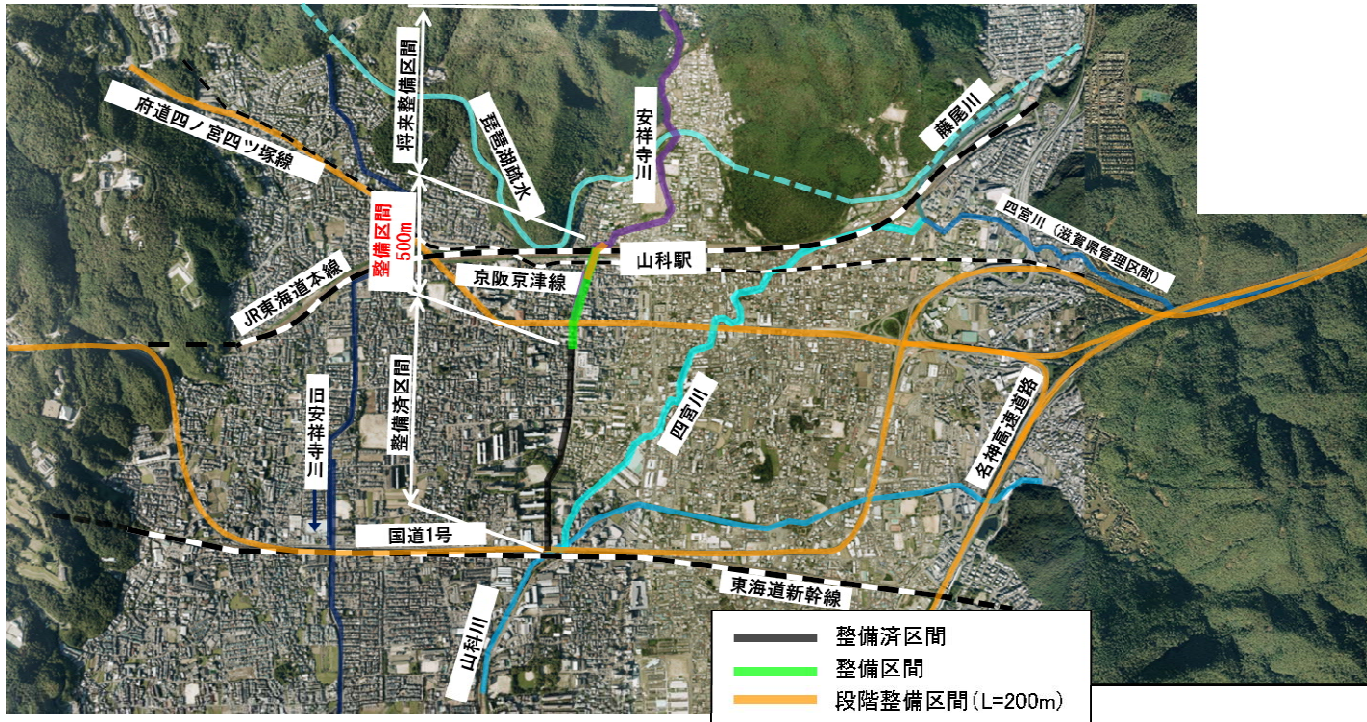 将来整備区間
安祥寺川
藤尾川
府道四ノ宮四ツ塚線
琵琶湖疏水
四宮川（滋賀県管理区間）
整備区間
500m
山科駅
京阪京津線
JR東海道本線
整備済区間
旧安祥寺川
四宮川
名神高速道路
国道1号
東海道新幹線
山科川
整備済区間
整備区間
段階整備区間（L=200m）